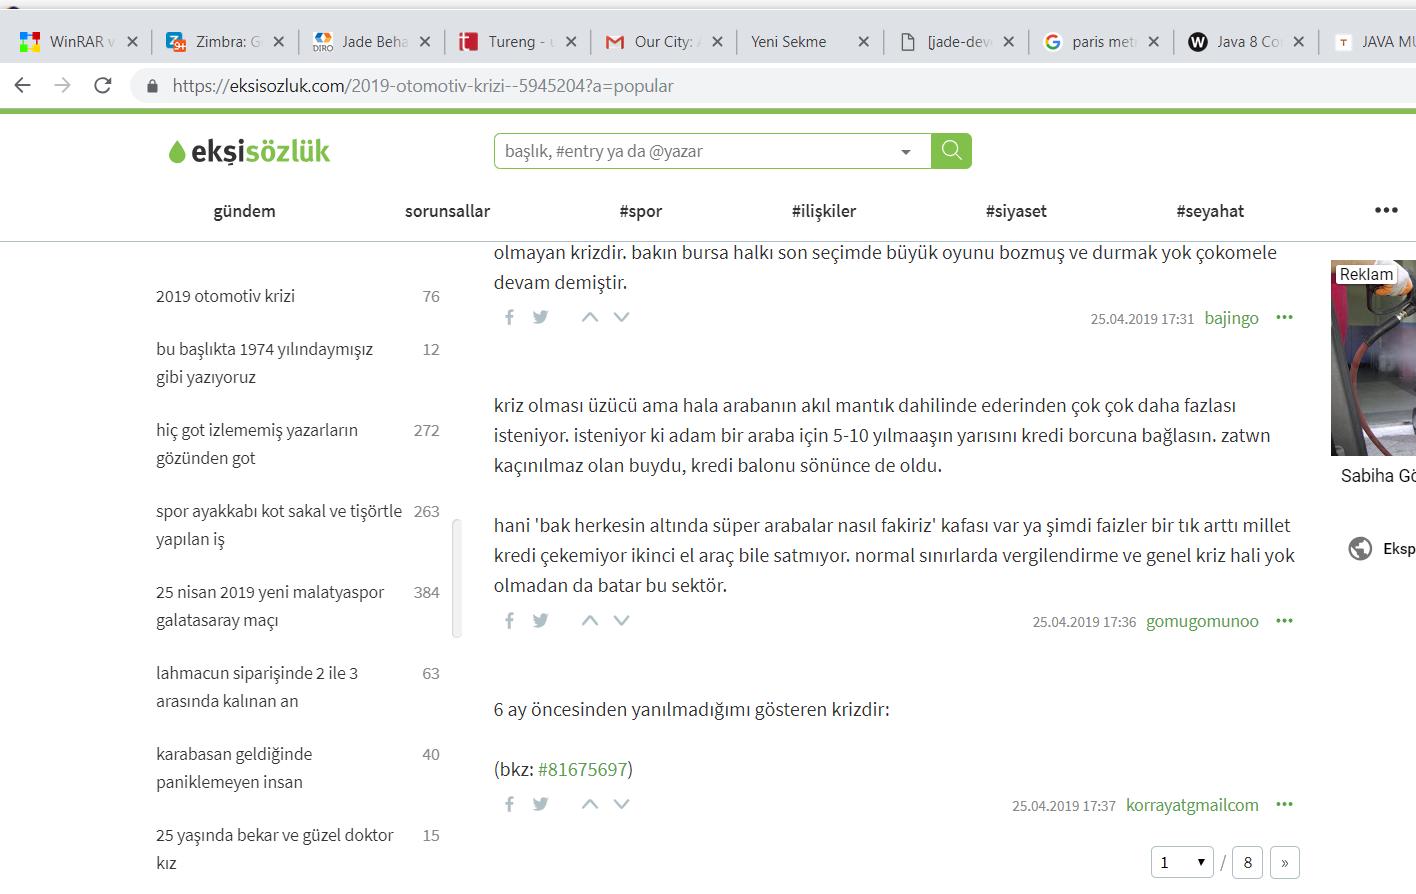 WinRAR v
Zimbra: G
Jade Beha
Tureng -
Our City:
Yeni Sekme
[jade-dev
paris met
Java 8 Co
JAVA MU
https://eksisozluk.com/2019-otomotiv-krizi--5945204?a=popular
ekşisözlük
başlık, #entry ya da @yazar
gündem
sorunsallar
#spor
#ilişkiler
#siyaset
#seyahat
2019 otomotiv krizi 76
bu başlıkta 1974 yılındaymışız 12
gibi yazıyoruz
hiç got izlememiş yazarların 272
gözünden got
spor ayakkabı kot sakal ve tişörtle 263
yapılan iş
25 nisan 2019 yeni malatyaspor 384
galatasaray maçı
lahmacun siparişinde 2 ile 3 63
arasında kalınan an
karabasan geldiğinde 40
paniklemeyen insan
25 yaşında bekar ve güzel doktor 15
kız
olmayan krizdir. bakın bursa halkı son seçimde büyük oyunu bozmuş ve durmak yok çokomele
devam demiştir.
25.04.2019 17:31 bajingo
kriz olması üzücü ama hala arabanın akıl mantık dahilinde ederinden çok çok daha fazlası
isteniyor. isteniyor ki adam bir araba için 5-10 yılmaaşın yarısını kredi borcuna bağlasın. zatwn
kaçınılmaz olan buydu, kredi balonu sönünce de oldu.
hani 'bak herkesin altında süper arabalar nasıl fakiriz' kafası var ya şimdi faizler bir tık arttı millet
kredi çekemiyor ikinci el araç bile satmıyor. normal sınırlarda vergilendirme ve genel kriz hali yok
olmadan da batar bu sektör.
25.04.2019 17:36 gomugomunoo
6 ay öncesinden yanılmadığımı gösteren krizdir:
(bkz: #81675697)
25.04.2019 17:37 korrayatgmailcom
1 / 8 »
Reklam
Sabiha Gö
Eksp